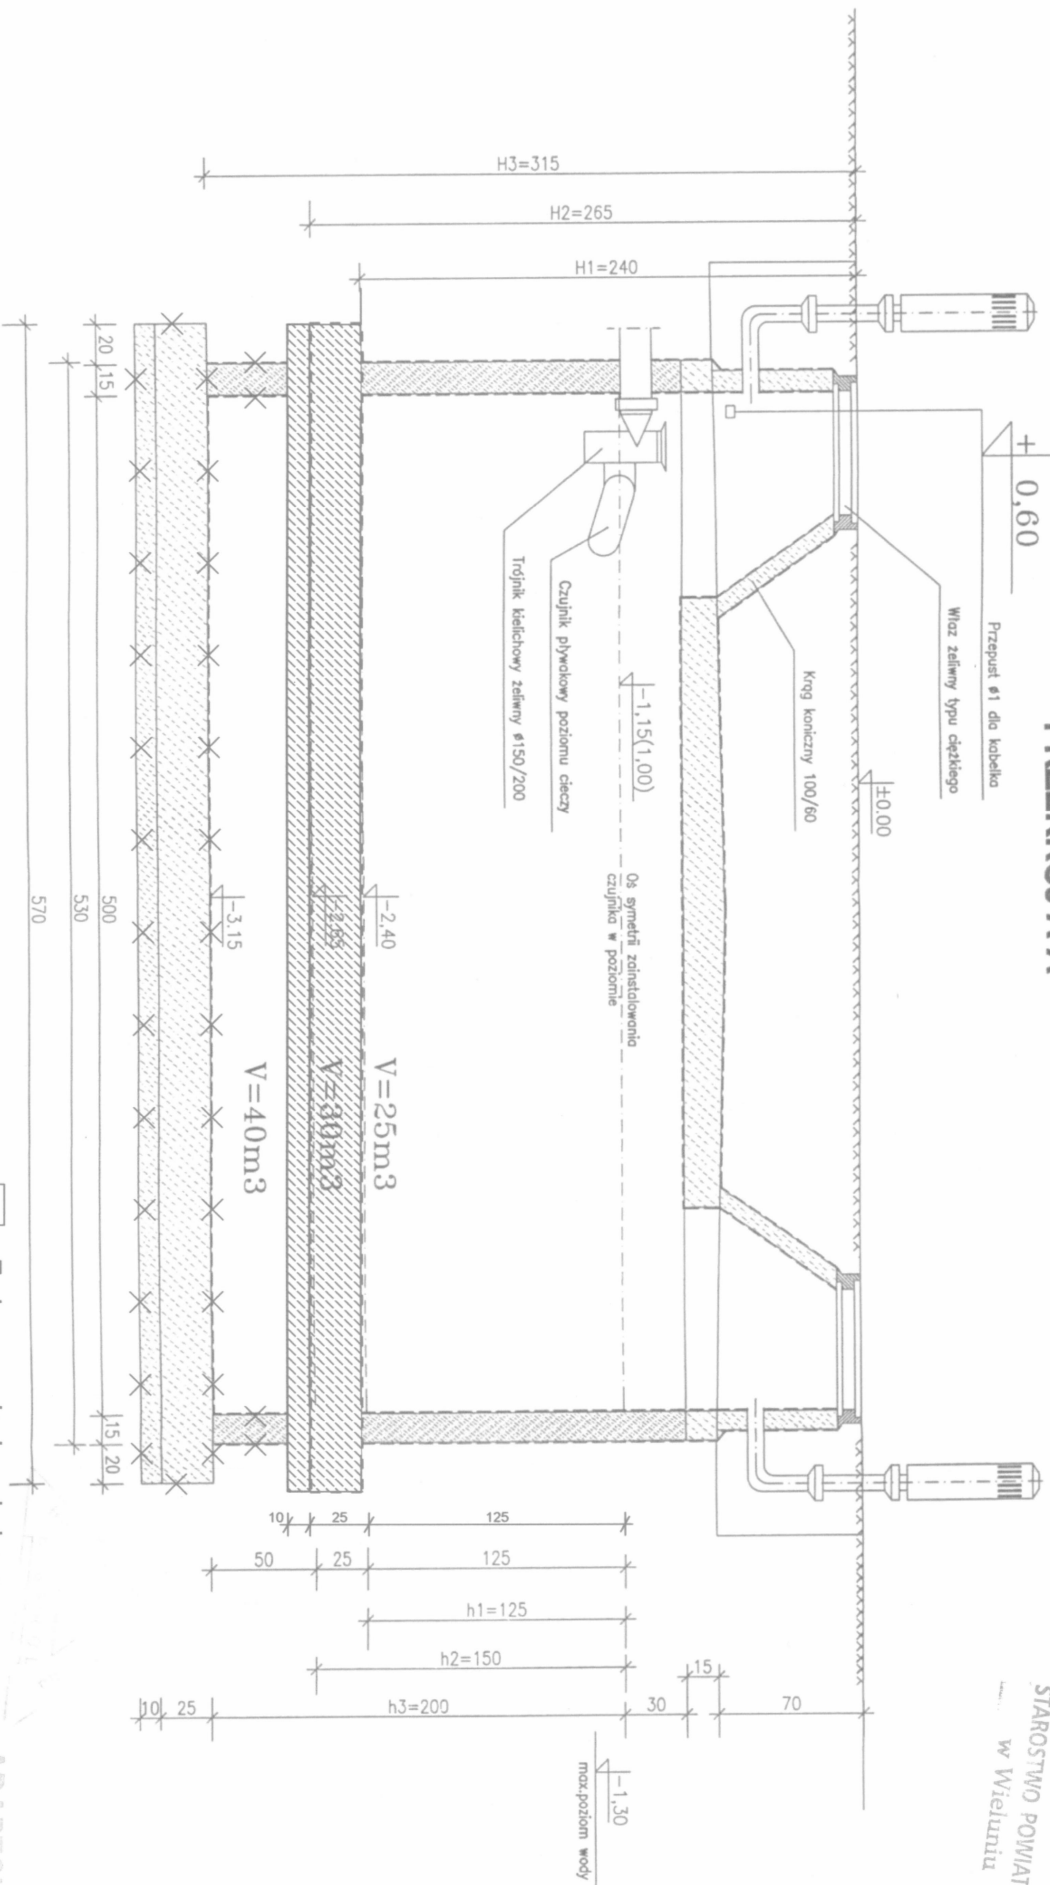 H3=315
H2=265
H1=240
+ 0,60
Przepust ø1 dla kabelka
Właz żeliwny typu ciężkiego
Krąg koniczny 100/60
±0.00
-1,15(1,00)
Czujnik pływakowy poziomu cieczy
Trójnik kielichowy żeliwny ø150/200
Oś symetrii zainstalowania
czujnika w poziomie
-2,40
-2,65
-3.15
V=25m3
V=30m3
V=40m3
20
15
500
530
570
15
20
10
25
125
50
25
125
h1=125
h2=150
10
25
h3=200
30
15
70
-1,30
max.poziom wody
STAROSTWO POWIAT
w Wieluniu